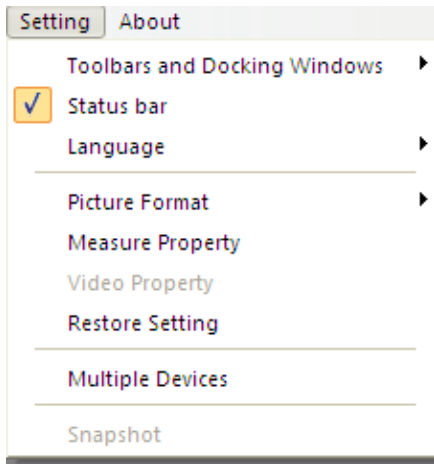 Setting About
Toolbars and Docking Windows
Status bar
Language
Picture Format
Measure Property
Video Property
Restore Setting
Multiple Devices
Snapshot